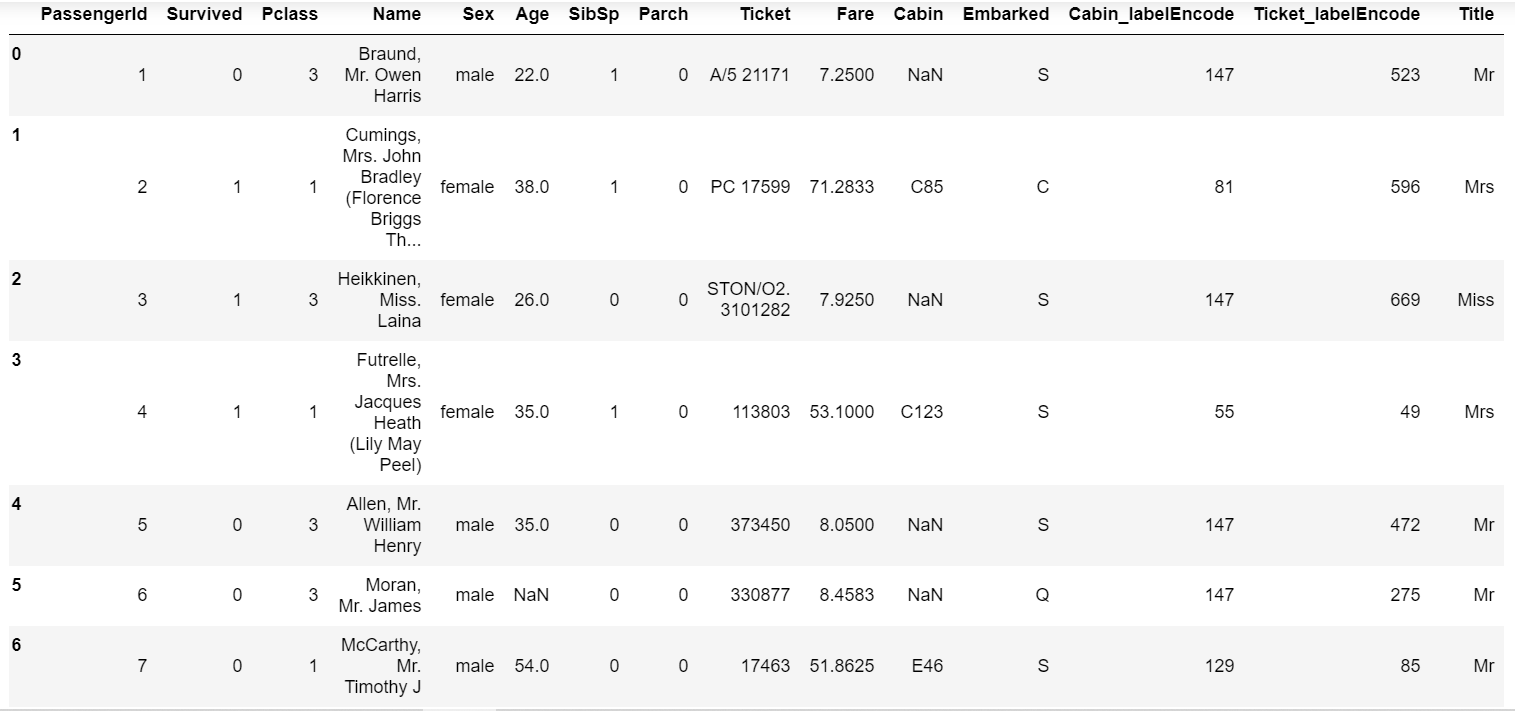 PassengerId Survived Pclass Name Sex Age SibSp Parch Ticket Fare Cabin Embarked Cabin_labelEncode Ticket_labelEncode Title
0
Braund,
1 0 3 Mr. Owen male 22.0 1 0 A/5 21171 7.2500 NaN S 147 523 Mr
Harris
1
Cumings,
Mrs. John
Bradley
2 1 1 (Florence female 38.0 1 0 PC 17599 71.2833 C85 C 81 596 Mrs
Briggs
Th...
2
Heikkinen,
3 1 3 Miss. female 26.0 0 0 STON/O2. 7.9250 NaN S 147 669 Miss
3101282
Laina
3
Futrelle,
Mrs.
Jacques
4 1 1 Heath female 35.0 1 0 113803 53.1000 C123 S 55 49 Mrs
(Lily May
Peel)
4
Allen, Mr.
5 0 3 William male 35.0 0 0 373450 8.0500 NaN S 147 472 Mr
Henry
5
Moran,
6 0 3 Mr. James male NaN 0 0 330877 8.4583 NaN Q 147 275 Mr
6
McCarthy,
7 0 1 Mr. male 54.0 0 0 17463 51.8625 E46 S 129 85 Mr
Timothy J